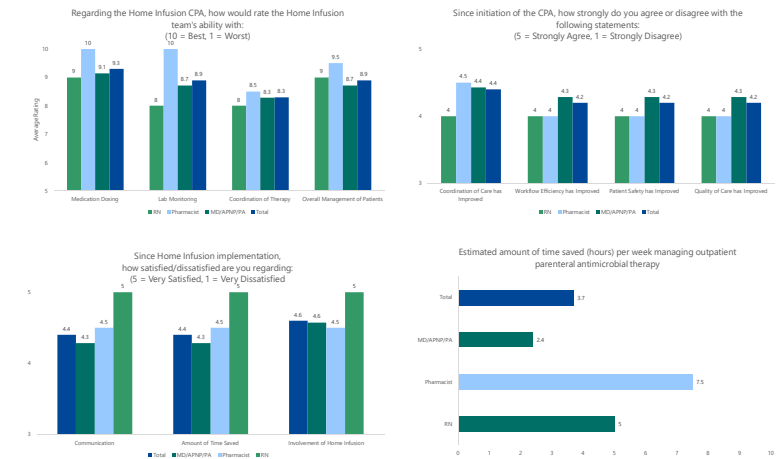 Regarding the Home Infusion CPA, how would rate the Home Infusion
team's ability with:
(10 = Best, 1 = Worst)
10
9
8
7
6
5
Average Rating
9
10
9.1
9.3
8
10
8.7
8.9
8
8.5
8.3
8.3
9
9.5
8.7
8.9
Medication Dosing
Lab Monitoring
Coordination of Therapy
Overall Management of Patients
RN Pharmacist MD/APNP/PA Total
Since initiation of the CPA, how strongly do you agree or disagree with the
following statements:
(5 = Strongly Agree, 1 = Strongly Disagree)
5
4
3
4
4.5
4.4
4.4
4
4
4.3
4.2
4
4
4.3
4.2
4
4
4.3
4.2
Coordination of Care has
Improved
Workflow Efficiency has Improved
Patient Safety has Improved
Quality of Care has Improved
RN Pharmacist MD/APNP/PA Total
Since Home Infusion implementation,
how satisfied/dissatisfied are you regarding:
(5 = Very Satisfied, 1 = Very Dissatisfied
5
4
3
4.4
4.3
4.5
5
4.4
4.3
4.5
5
4.6
4.6
4.5
5
Communication
Amount of Time Saved
Involvement of Home Infusion
Total MD/APNP/PA Pharmacist RN
Estimated amount of time saved (hours) per week managing outpatient
parenteral antimicrobial therapy
Total
3.7
MD/APNP/PA
2.4
Pharmacist
7.5
RN
5
0 1 2 3 4 5 6 7 8 9 10